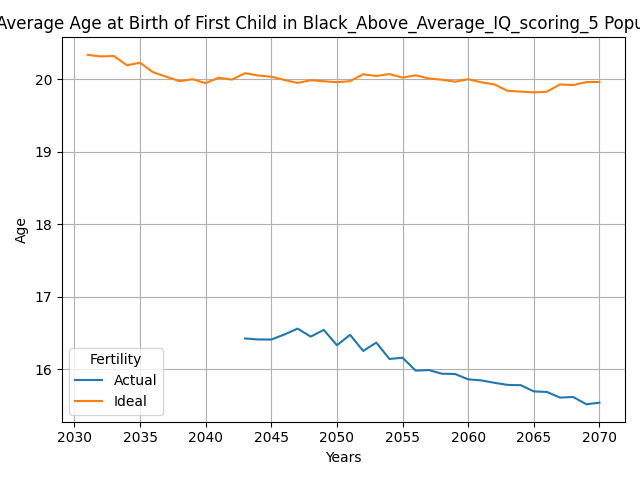 Average Age at Birth of First Child in Black_Above_Average_IQ_scoring_5
20
19
18
17
16
Age
Fertility
Actual
Ideal
2030 2035 2040 2045 2050 2055 2060 2065 2070
Years